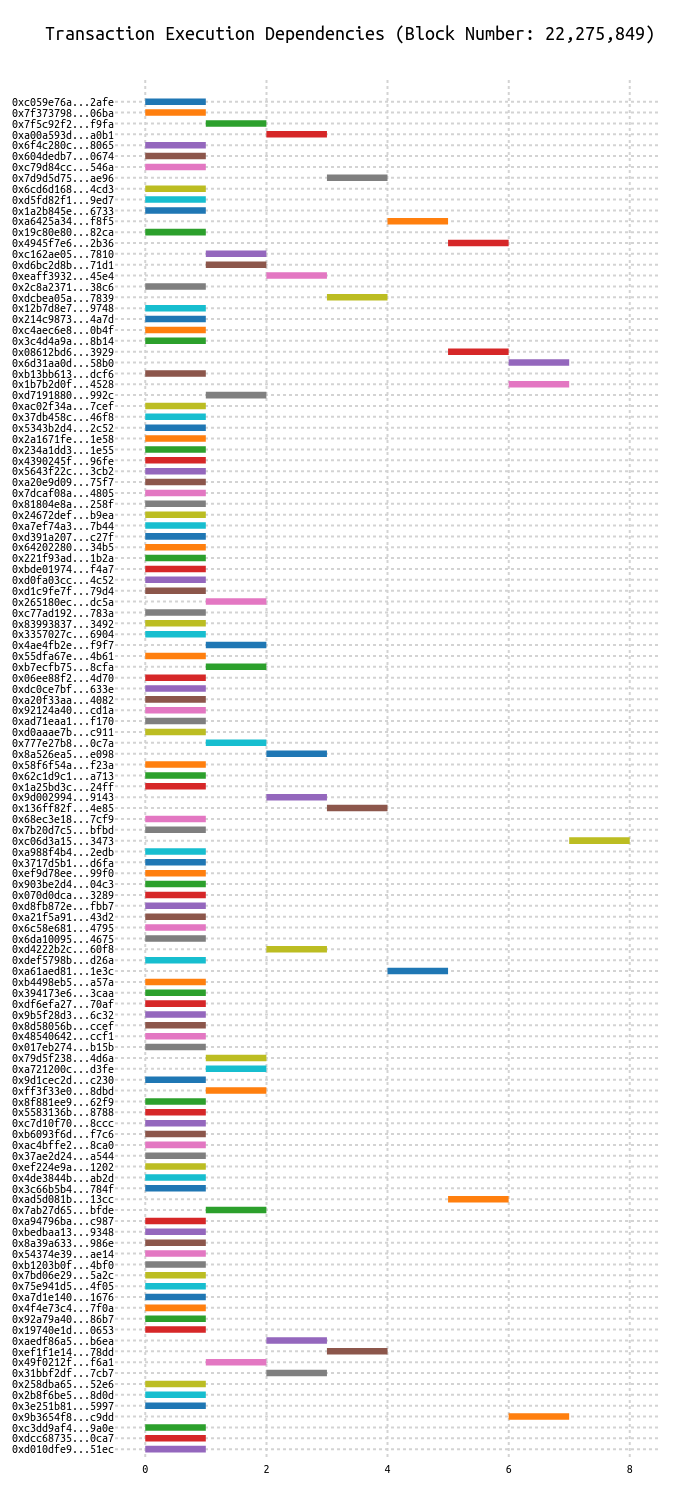 Transaction Execution Dependencies (Block Number: 22,275,849)
0xc059e76a...2afe
0x7f373798...06ba
0x7f5c92f2...f9fa
0xa00a593d...a0b1
0x6f4c280c...8065
0x604dedb7...0674
0xc79d84cc...546a
0x7d9d5d75...ae96
0x6cd6d168...4cd3
0xd5fd82f1...9ed7
0x1a2b845e...6733
0xa6425a34...f8f5
0x19c80e80...82ca
0x4945f7e6...2b36
0xc162ae05...7810
0xd6bc2d8b...71d1
0xeaff3932...45e4
0x2c8a2371...38c6
0xdcbea05a...7839
0x12b7d8e7...9748
0x214c9873...4a7d
0xc4aec6e8...0b4f
0x3c4d4a9a...8b14
0x08612bd6...3929
0x6d31aa0d...58b0
0xb13bb613...dcf6
0x1b7b2d0f...4528
0xd7191880...992c
0xac02f34a...7cef
0x37db458c...46f8
0x5343b2d4...2c52
0x2a1671fe...1e58
0x234a1dd3...1e55
0x4390245f...96fe
0x5643f22c...3cb2
0xa20e9d09...75f7
0x7dcaf08a...4805
0x81804e8a...258f
0x24672def...b9ea
0xa7ef74a3...7b44
0xd391a207...c27f
0x64202280...34b5
0x221f93ad...1b2a
0xbde01974...f4a7
0xd0fa03cc...4c52
0xd1c9fe7f...79d4
0x265180ec...dc5a
0xc77ad192...783a
0x83993837...3492
0x3357027c...6904
0x4ae4fb2e...f9f7
0x55dfa67e...4b61
0xb7ecfb75...8cfa
0x06ee88f2...4d70
0xdc0ce7bf...633e
0xa20f33aa...4082
0x92124a40...cd1a
0xad71eaa1...f170
0xd0aaae7b...c911
0x777e27b8...0c7a
0x8a526ea5...e098
0x58f6f54a...f23a
0x62c1d9c1...a713
0x1a25bd3c...24ff
0x9d002994...9143
0x136ff82f...4e85
0x68ec3e18...7cf9
0x7b20d7c5...bfbd
0xc06d3a15...3473
0xa988f4b4...2edb
0x3717d5b1...d6fa
0xef9d78ee...99f0
0x903be2d4...04c3
0x070d0dca...3289
0xd8fb872e...fbb7
0xa21f5a91...43d2
0x6c58e681...4795
0x6da10095...4675
0xd4222b2c...60f8
0xdef5798b...d26a
0xa61aed81...1e3c
0xb4498eb5...a57a
0x394173e6...3caa
0xdf6efa27...70af
0x9b5f28d3...6c32
0x8d58056b...ccef
0x48540642...ccf1
0x017eb274...b15b
0x79d5f238...4d6a
0xa721200c...d3fe
0x9d1cec2d...c230
0xff3f33e0...8dbd
0x8f881ee9...62f9
0x5583136b...8788
0xc7d10f70...8ccc
0xb6093f6d...f7c6
0xac4bffe2...8ca0
0x37ae2d24...a544
0xef224e9a...1202
0x4de3844b...ab2d
0x3c66b5b4...784f
0xad5d081b...13cc
0x7ab27d65...bfde
0xa94796ba...c987
0xbedbaa13...9348
0x8a39a633...986e
0x54374e39...ae14
0xb1203b0f...4bf0
0x7bd06e29...5a2c
0x75e941d5...4f05
0xa7d1e140...1676
0x4f4e73c4...7f0a
0x92a79a40...86b7
0x19740e1d...0653
0xaedf86a5...b6ea
0xef1f1e14...78dd
0x49f0212f...f6a1
0x31bbf2df...7cb7
0x258dba65...52e6
0x2b8f6be5...8d0d
0x3e251b81...5997
0x9b3654f8...c9dd
0xc3dd9af4...9a0e
0xdcc68735...0ca7
0xd010dfe9...51ec
0 2 4 6 8